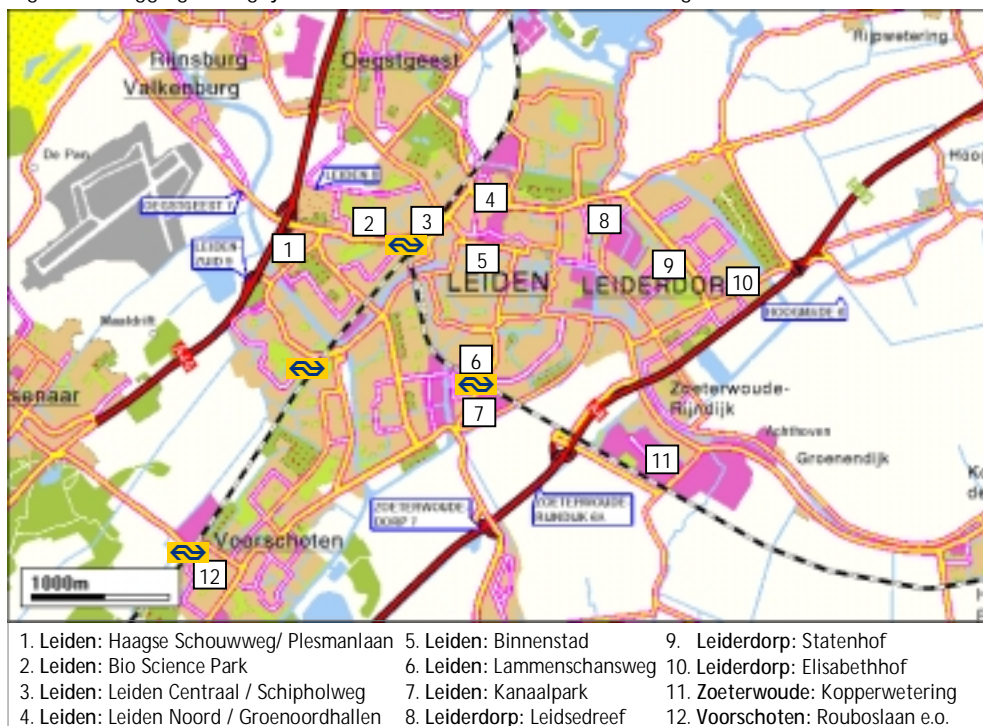 Rijnsburg
Valkenburg
Oegstgeest
Rijpwetering
De Pan
LEIDEN 8
OEGSTGEEST 7
LEIDEN
ZUID 9
4
2
3
8
1
5
LEIDEN
9
LEIDERDOR
10
HOOGMADE 6
Maaldrift
6
7
Zoeterwoude-
Rijndijk
Achthoven
Groenendijk
11
ZOETERWOUDE-
DORP 7
ZOETERWOUDE-
RIJNDIJK 6A
Voorschoten
12
1000m
1. Leiden: Haagse Schouwweg/ Plesmanlaan
2. Leiden: Bio Science Park
3. Leiden: Leiden Centraal / Schipholweg
4. Leiden: Leiden Noord / Groenoordhallen
5. Leiden: Binnenstad
6. Leiden: Lammenschansweg
7. Leiden: Kanaalpark
8. Leiderdorp: Leidsedreef
9. Leiderdorp: Statenhof
10. Leiderdorp: Elisabethhof
11. Zoeterwoude: Kopperwetering
12. Voorschoten: Rouboslaan e.o.